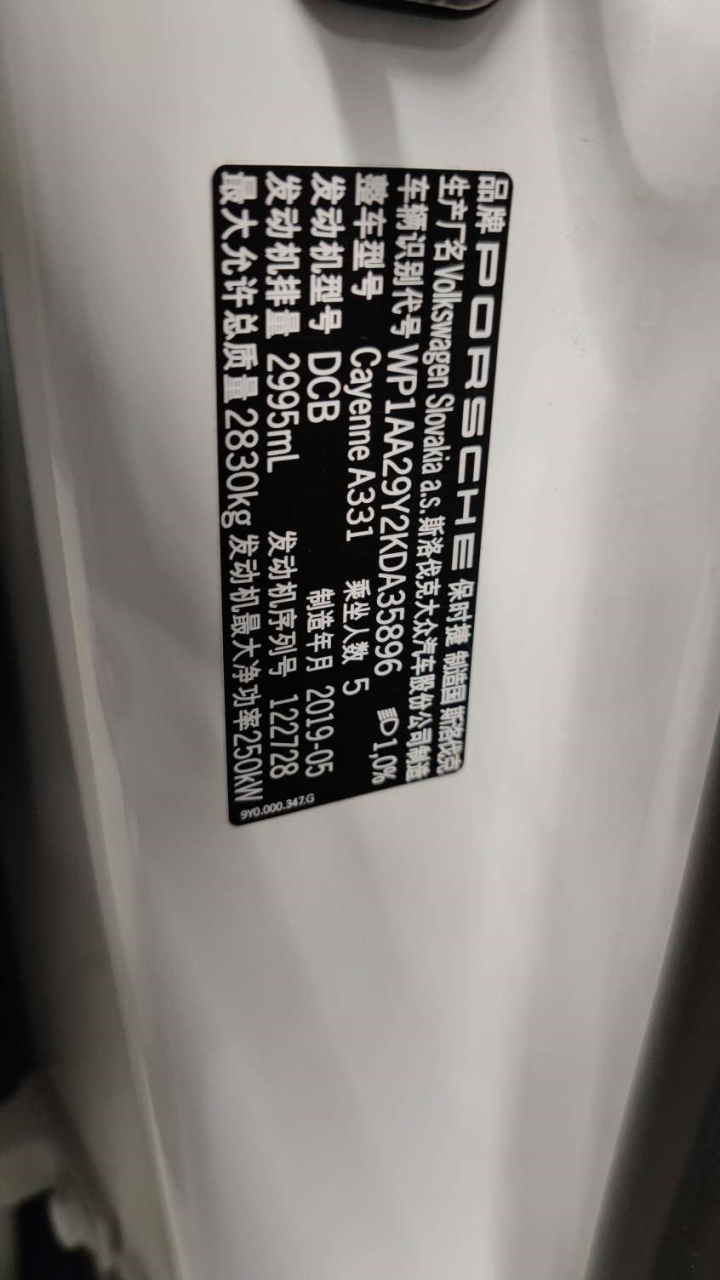 品牌 PORSCHE 保时捷 制造国 斯洛伐克
生产厂名 Volkswagen Slovakia a.s. 斯洛伐克大众汽车股份公司制造
车辆识别代号 WP1AA29Y2KDA35896 1,0%
整车型号 Cayenne A331 乘坐人数 5
发动机型号 DCB 制造年月 2019-05
发动机排量 2995mL 发动机序列号 122728
最大允许总质量 2830kg 发动机最大净功率250kW
9Y0.000.347.G